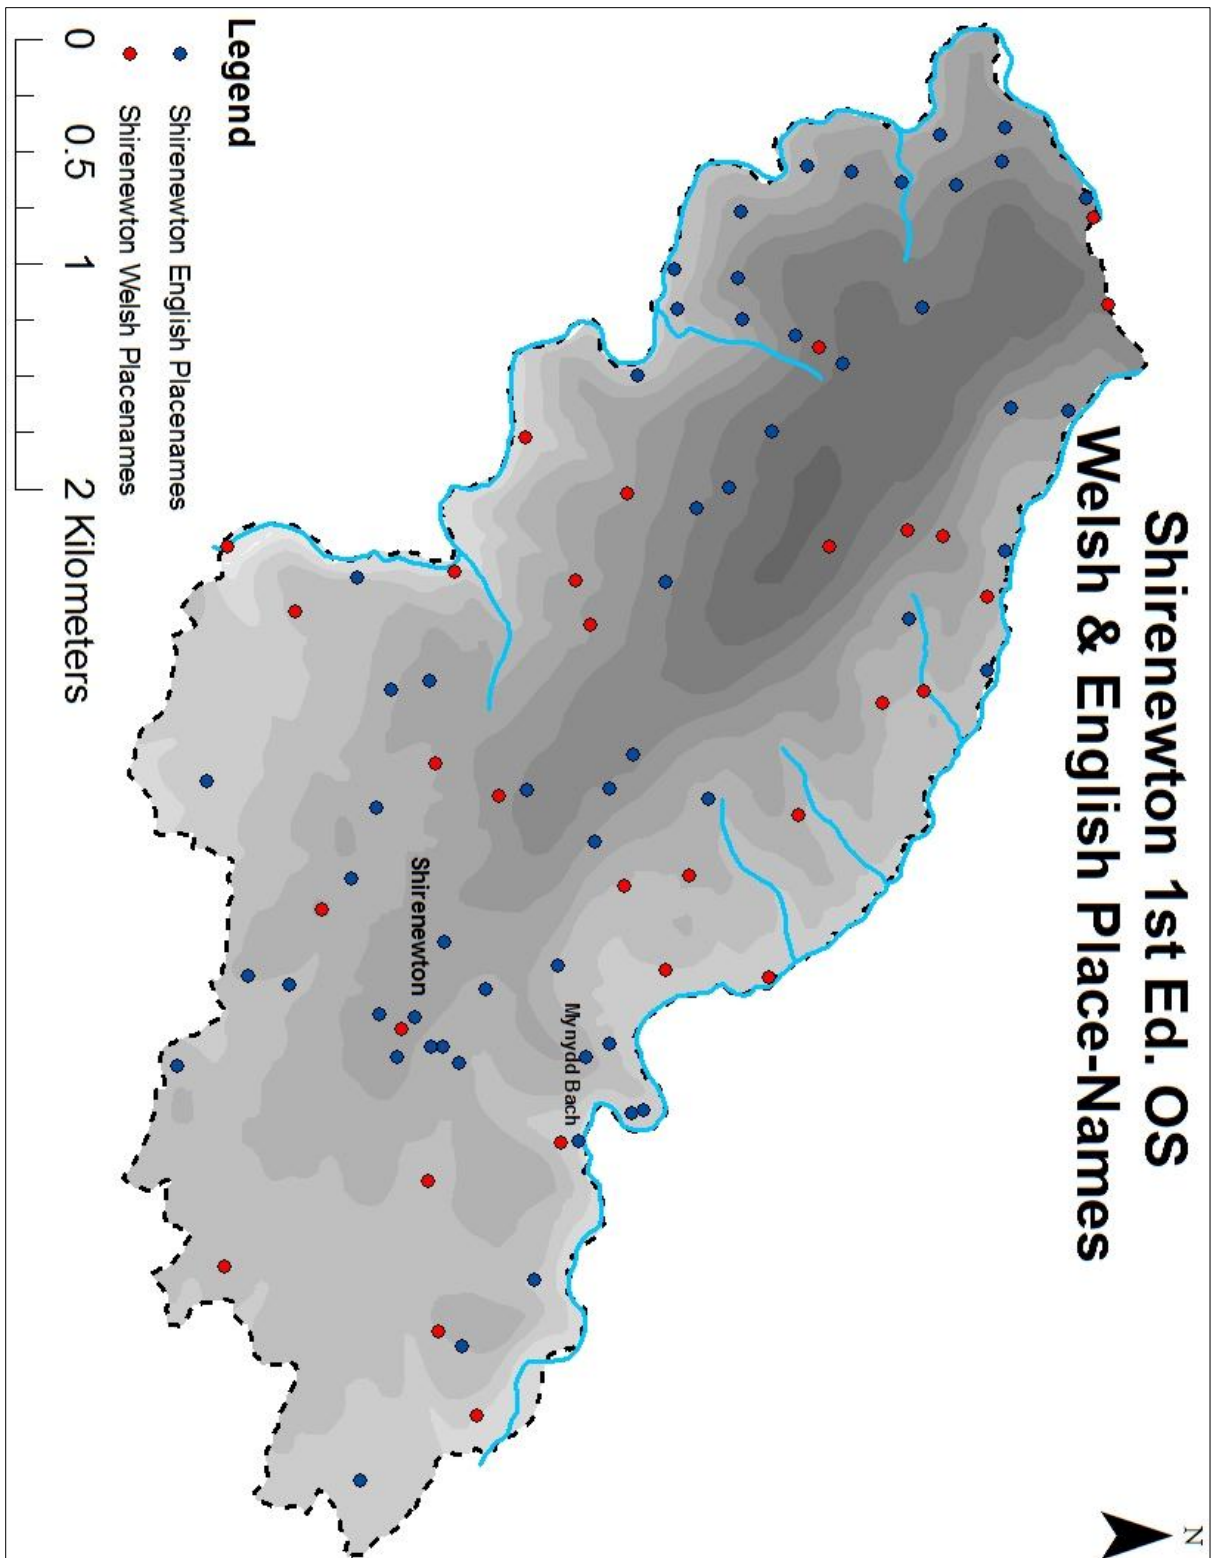 Shirenewton 1st Ed. OS
Welsh & English Place-Names
N
Mynydd Bach
Shirenewton
Legend
Shirenewton English Placenames
Shirenewton Welsh Placenames
0 0.5 1 2 Kilometers